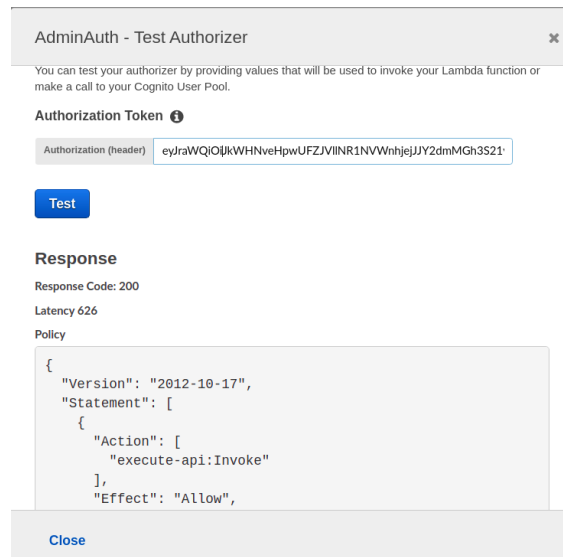 AdminAuth - Test Authorizer
You can test your authorizer by providing values that will be used to invoke your Lambda function or
make a call to your Cognito User Pool.
Authorization Token
Authorization (header)
Test
Response
Response Code: 200
Latency 626
Policy
{
"Version": "2012-10-17",
"Statement": [
{
"Action": [
"execute-api:Invoke"
],
"Effect": "Allow",
Close